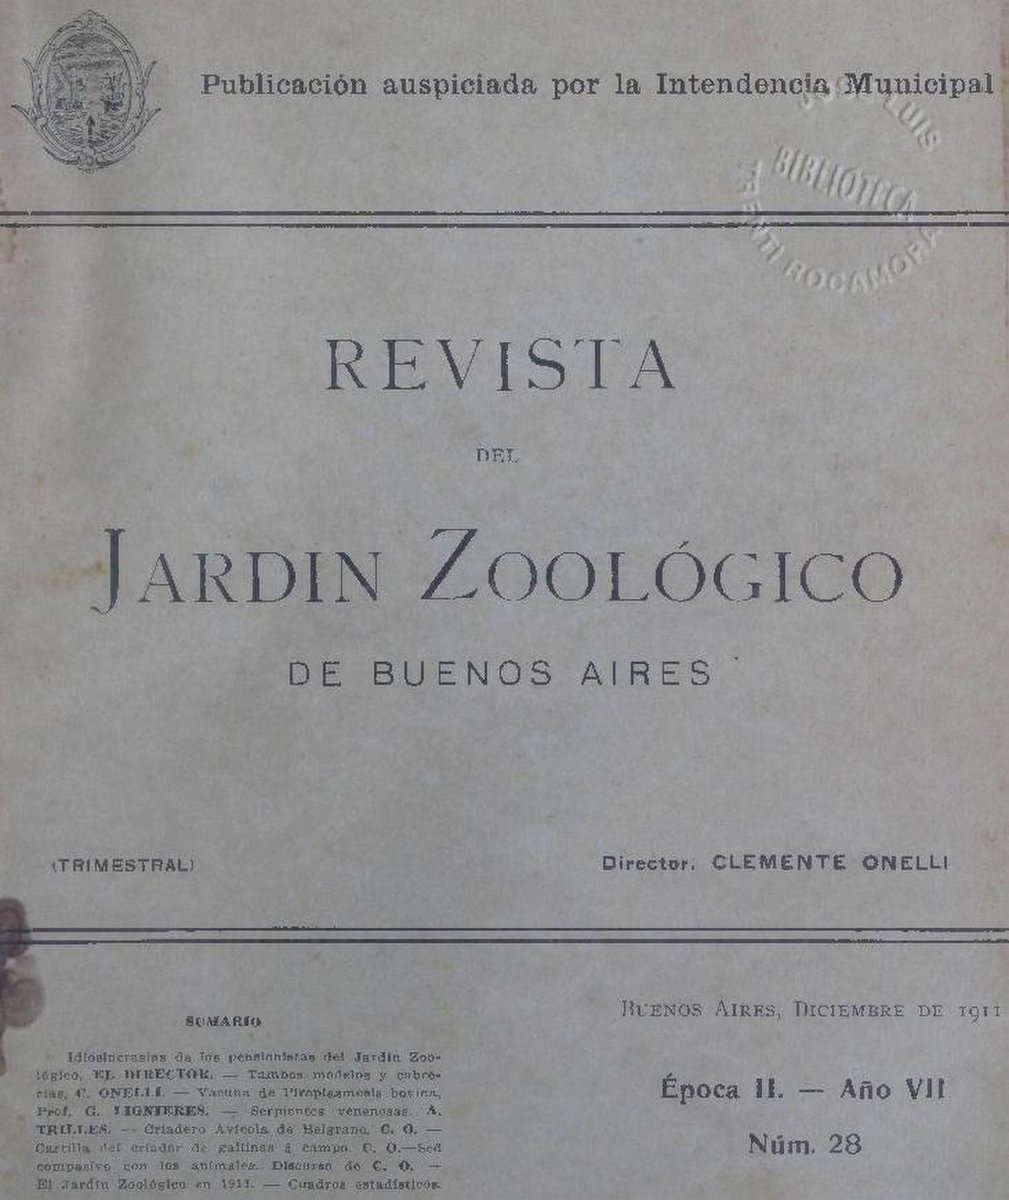 Publicación auspiciada por la Intendencia Municipal
JOSÉ LUIS
BIBLIOTECA
TRENTI ROCAMORA
REVISTA
DEL
JARDIN ZOOLÓGICO
DE BUENOS AIRES
(TRIMESTRAL)
Director. CLEMENTE ONELLI
SUMARIO
Idiosincrasias de los pensionistas del Jardín Zoo-
lógico, EL DIRECTOR. — Tambos modelos y cabre-
rías, C. ONELLI. — Vacuna de Piroplasmosis bovina,
Prof. G. LIGNIERES. — Serpientes venenosas. A.
TRILLES. — Criadero Avícola de Belgrano, C. O. —
Cartilla del criador de gallinas á campo. C. O.—Sed
compasivo con los animales. Discurso de C. O. —
El Jardín Zoológico en 1911. — Cuadros estadísticos.
BUENOS AIRES, DICIEMBRE DE 1911
Época II. — Año VII
Núm. 28